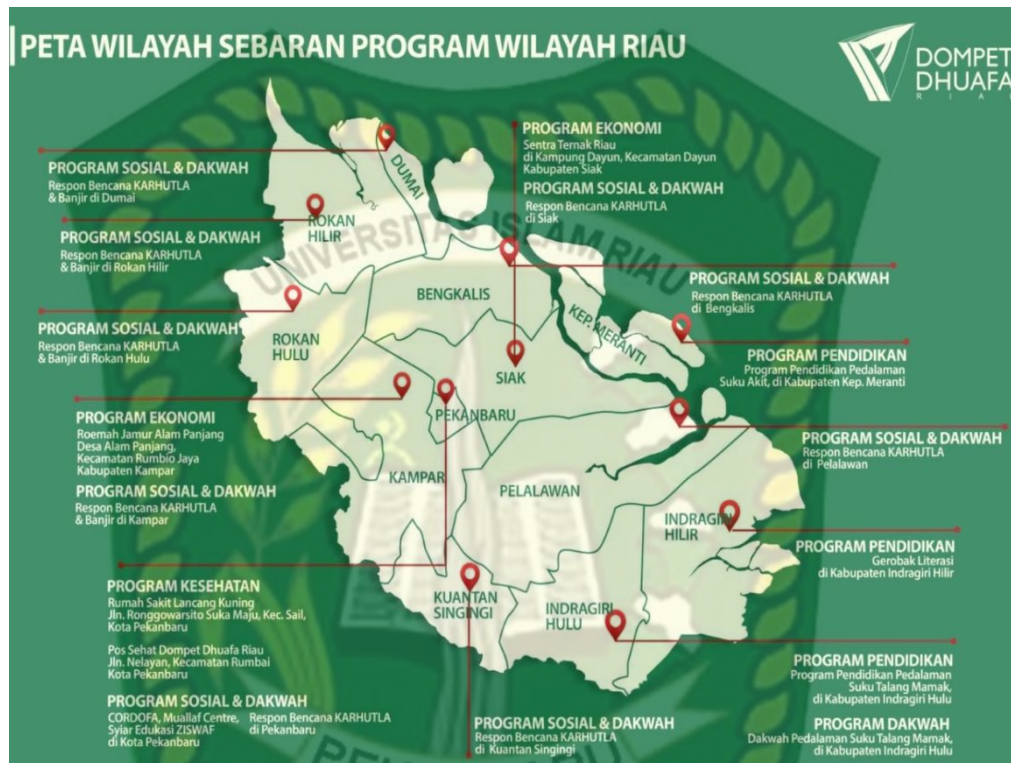 PETA WILAYAH SEBARAN PROGRAM WILAYAH RIAU
DOMPET
DHUAFA
RIAU
PROGRAM SOSIAL & DAKWAH
Respon Bencana KARHUTLA
& Banjir di Dumai
PROGRAM SOSIAL & DAKWAH
Respon Bencana KARHUTLA
& Banjir di Rokan Hilir
PROGRAM SOSIAL & DAKWAH
Respon Bencana KARHUTLA
& Banjir di Rokan Hulu
PROGRAM EKONOMI
Roemah Jamur Alam Panjang
Desa Alam Panjang,
Kecamatan Rumbio Jaya
Kabupaten Kampar
PROGRAM SOSIAL & DAKWAH
Respon Bencana KARHUTLA
& Banjir di Kampar
PROGRAM KESEHATAN
Rumah Sakit Lancang Kuning
Jln. Ronggowarsito Suka Maju, Kec. Sail,
Kota Pekanbaru
Pos Sehat Dompet Dhuafa Riau
Jln. Nelayan, Kecamatan Rumbai
Kota Pekanbaru
PROGRAM SOSIAL & DAKWAH
CORDOFA, Muallaf Centre,
Syiar Edukasi ZISWAF
di Kota Pekanbaru
Respon Bencana KARHUTLA
di Pekanbaru
DUMAI
ROKAN
HILIR
UNIVERSITAS ISLAM RIAU
BENGKALIS
KEP. MERANTI
ROKAN
HULU
SIAK
PEKANBARU
KAMPAR
PELALAWAN
INDRAGIRI
HILIR
KUANTAN
SINGINGI
INDRAGIRI
HULU
PROGRAM EKONOMI
Sentra Ternak Riau
di Kampung Dayun, Kecamatan Dayun
Kabupaten Siak
PROGRAM SOSIAL & DAKWAH
Respon Bencana KARHUTLA
di Siak
PROGRAM SOSIAL & DAKWAH
Respon Bencana KARHUTLA
di Bengkalis
PROGRAM PENDIDIKAN
Program Pendidikan Pedalaman
Suku Akit, di Kabupaten Kep. Meranti
PROGRAM SOSIAL & DAKWAH
Respon Bencana KARHUTLA
di Pelalawan
PROGRAM PENDIDIKAN
Gerobak Literasi
di Kabupaten Indragiri Hilir
PROGRAM PENDIDIKAN
Program Pendidikan Pedalaman
Suku Talang Mamak,
di Kabupaten Indragiri Hulu
PROGRAM DAKWAH
Dakwah Pedalaman Suku Talang Mamak,
di Kabupaten Indragiri Hulu
PROGRAM SOSIAL & DAKWAH
Respon Bencana KARHUTLA
di Kuantan Singingi